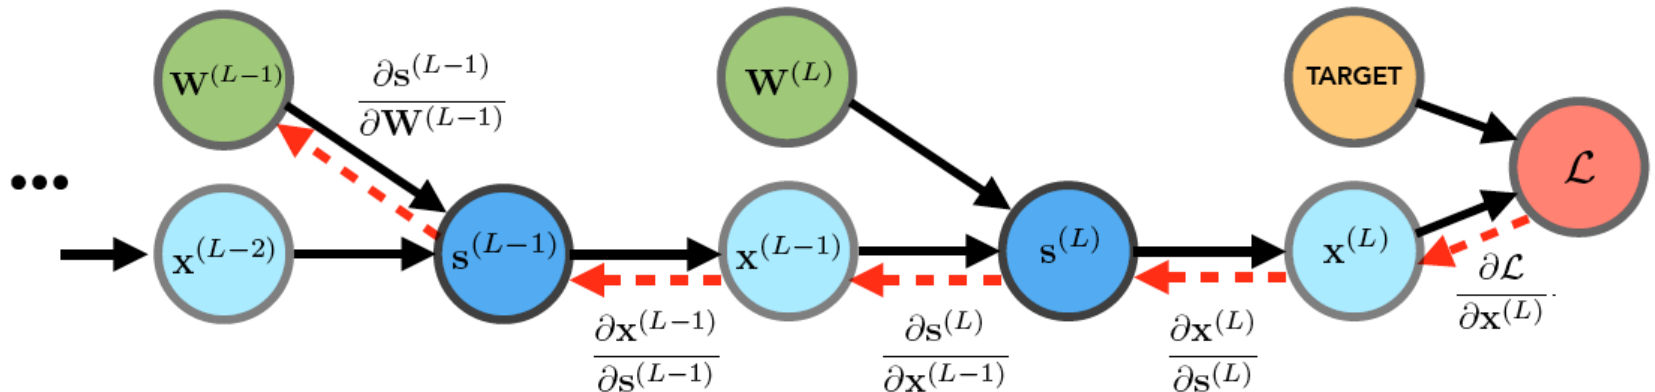 W^{(L-1)}
∂s^{(L-1)}
∂W^{(L-1)}
W^{(L)}
TARGET
ℒ
•••
x^{(L-2)}
s^{(L-1)}
x^{(L-1)}
s^{(L)}
x^{(L)}
∂x^{(L-1)}
∂s^{(L-1)}
∂s^{(L)}
∂x^{(L-1)}
∂x^{(L)}
∂s^{(L)}
∂ℒ
∂x^{(L)} .